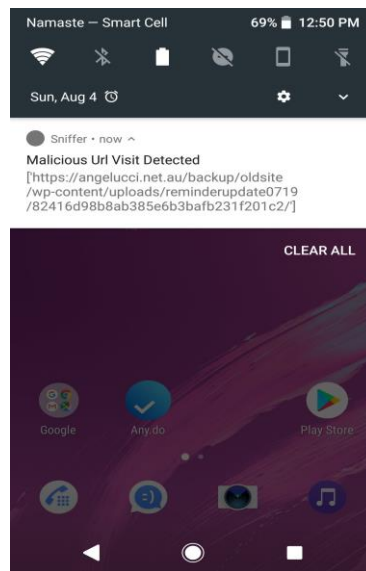 Namaste — Smart Cell 69% 12:50 PM
Sun, Aug 4
Sniffer • now
Malicious Url Visit Detected
['https://angelucci.net.au/backup/oldsite
/wp-content/uploads/reminderupdate0719
/82416d98b8ab385e6b3bafb231f201c2/']
CLEAR ALL
Google Any.do Play Store